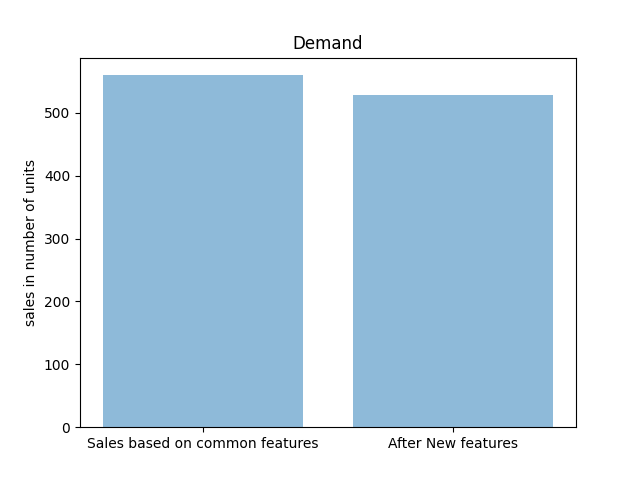 Demand
sales in number of units
500
400
300
200
100
0
Sales based on common features
After New features